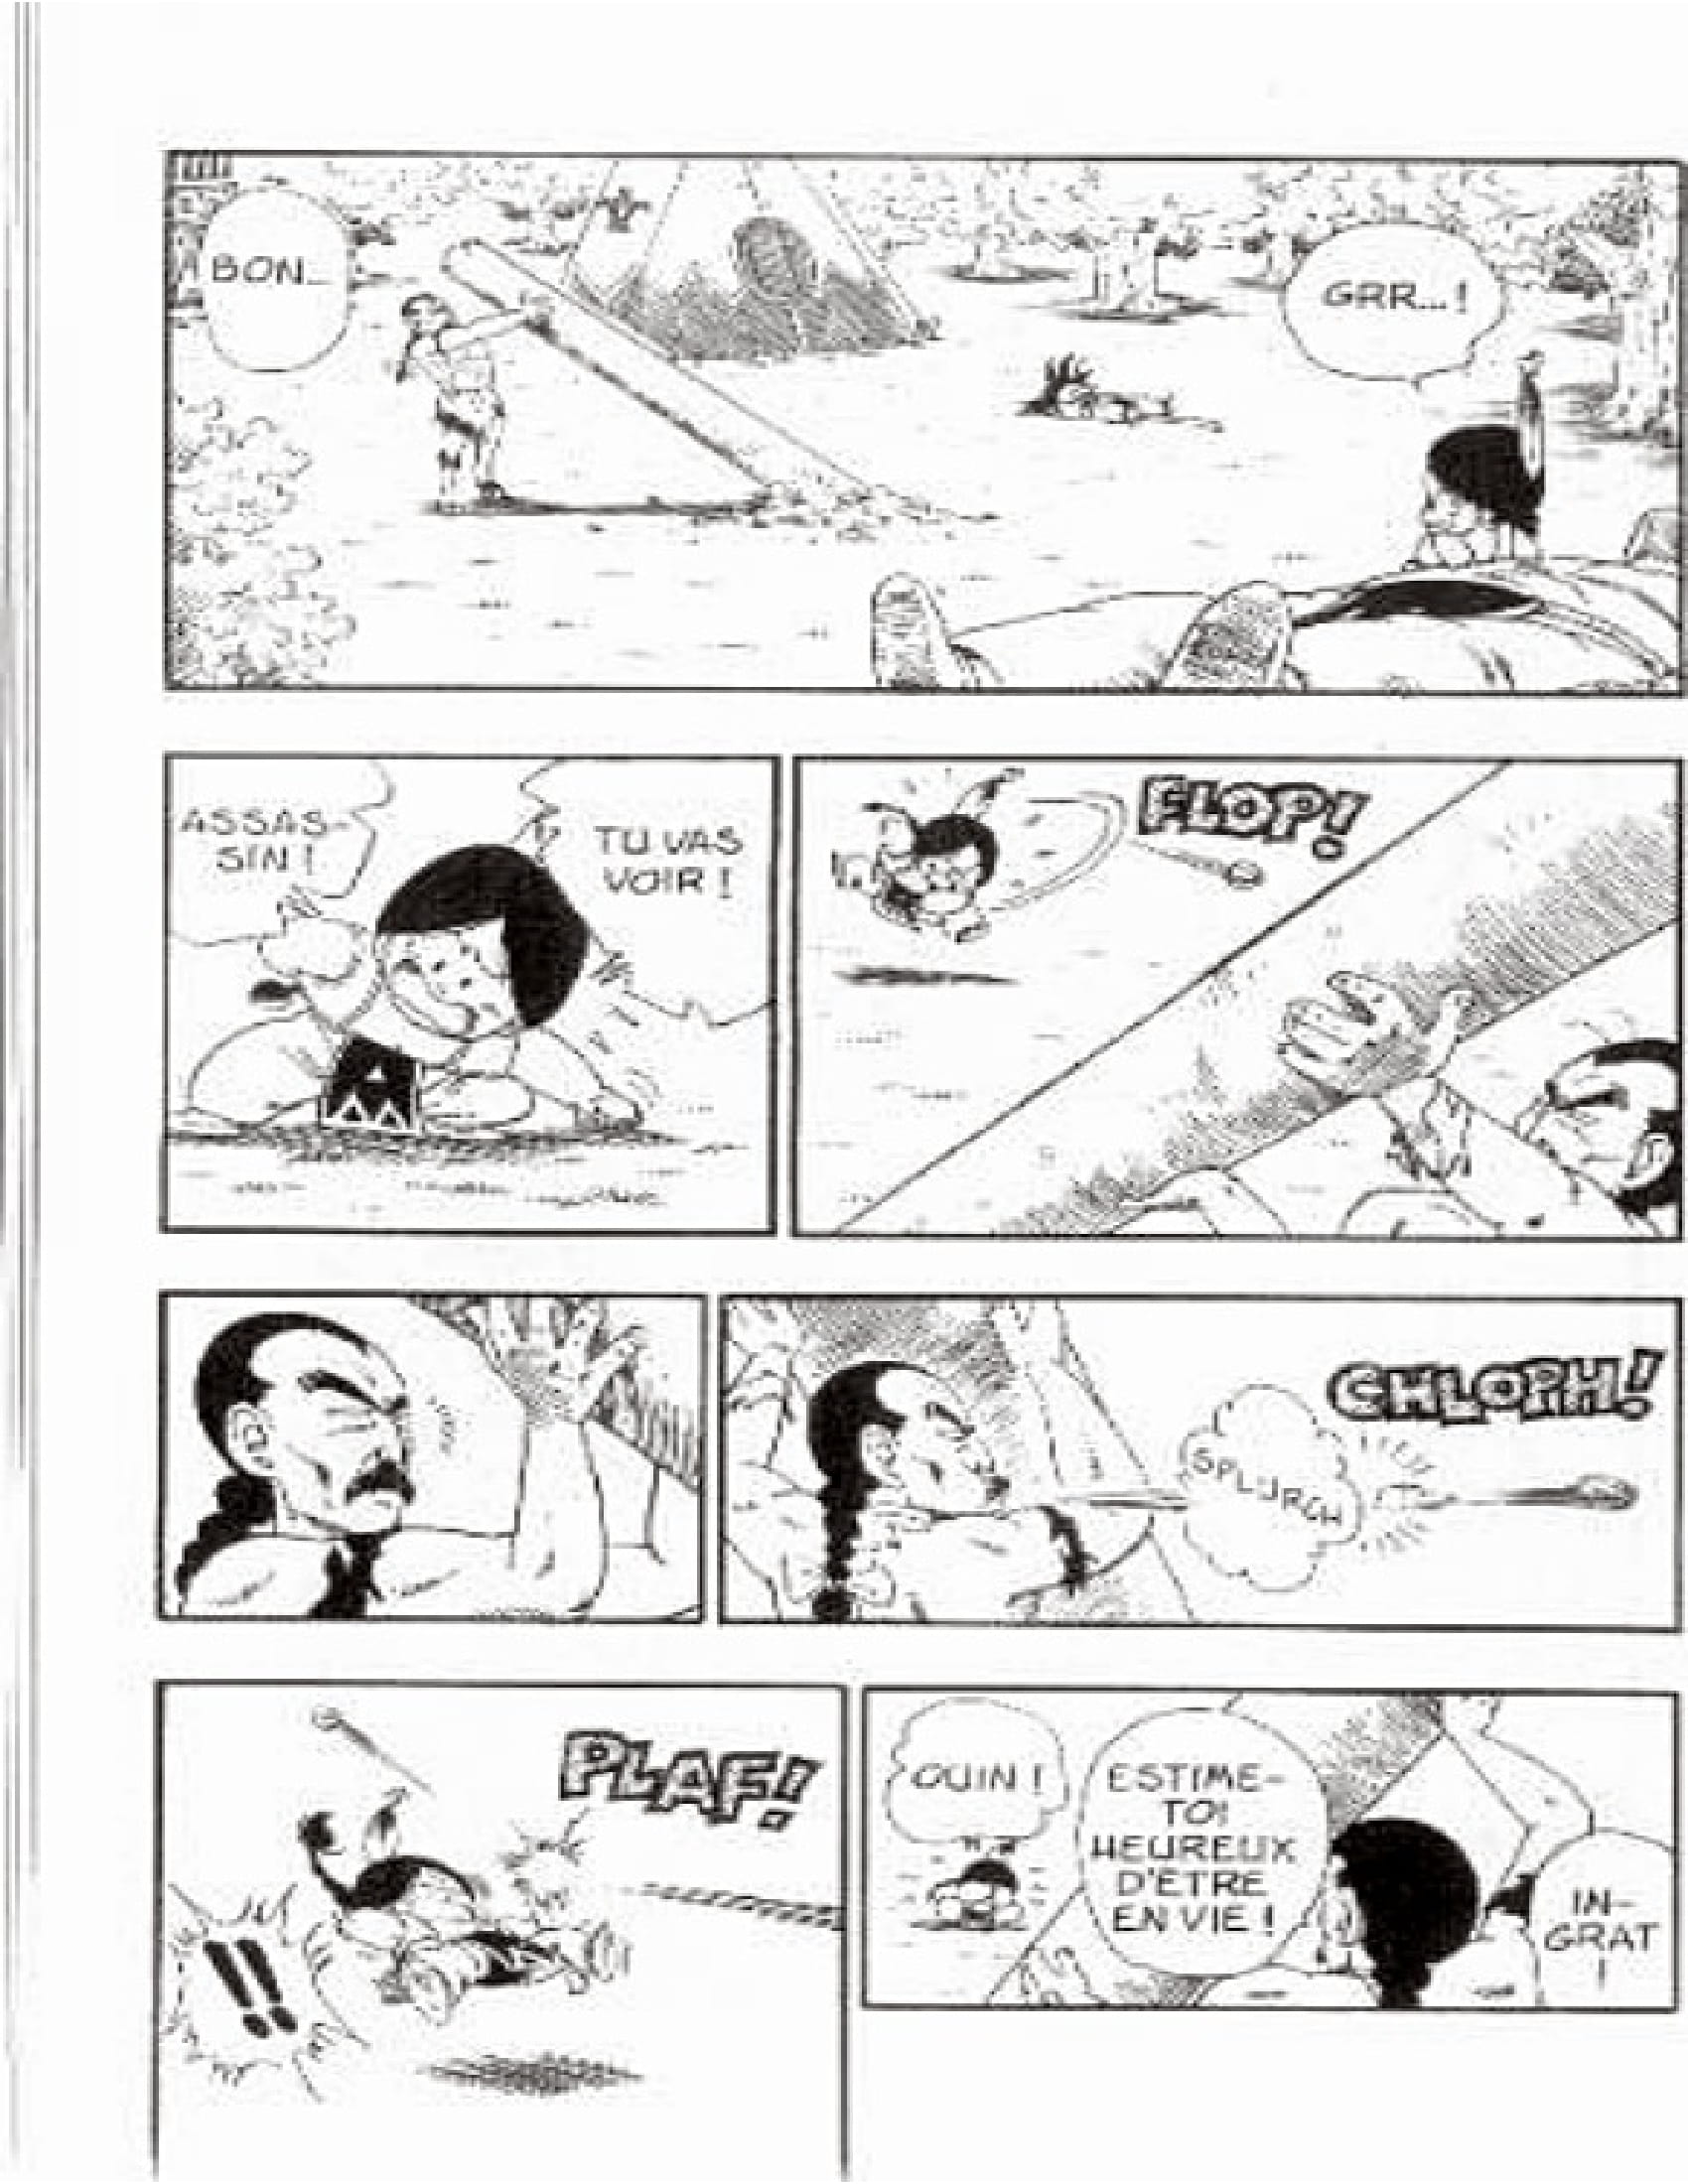 BON...
GRR...!
ASSAS-
SIN !
TU VAS
VOIR !
FLOP!
CHLOPH!
SPLURCH
PLAF!
!!
OUIN !
ESTIME-
TOI
HEUREUX
D'ÊTRE
EN VIE !
IN-
GRAT
!